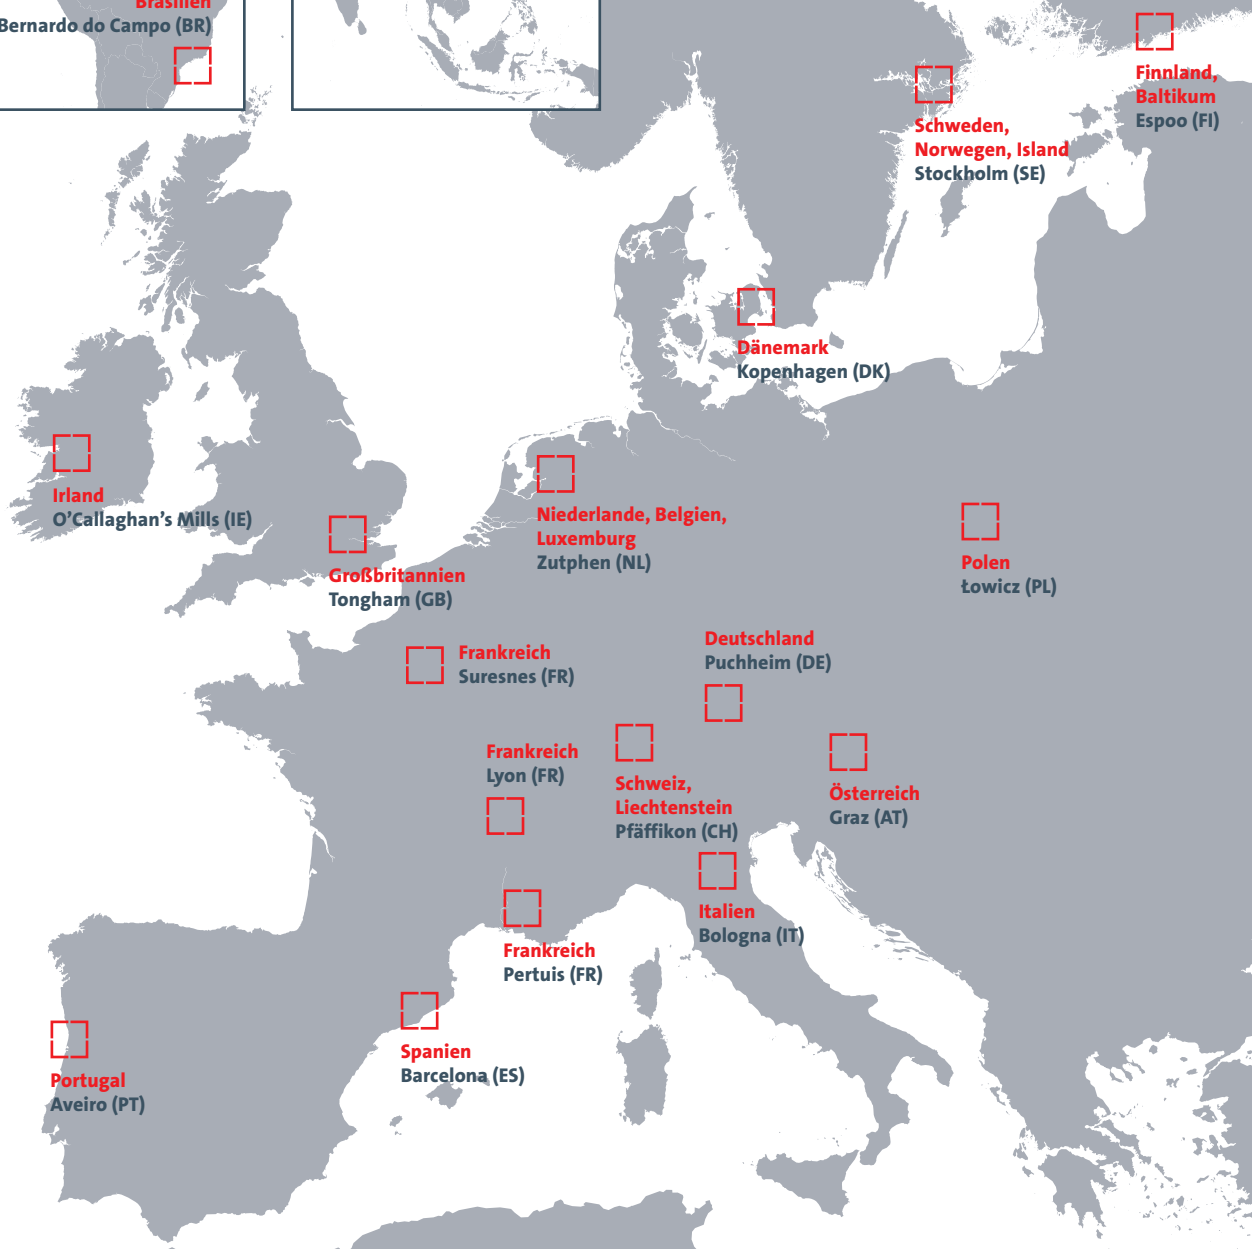 Brasilien
Bernardo do Campo (BR)
Finnland,
Baltikum
Espoo (FI)
Schweden,
Norwegen, Island
Stockholm (SE)
Dänemark
Kopenhagen (DK)
Irland
O’Callaghan’s Mills (IE)
Großbritannien
Tongham (GB)
Niederlande, Belgien,
Luxemburg
Zutphen (NL)
Polen
Łowicz (PL)
Frankreich
Suresnes (FR)
Deutschland
Puchheim (DE)
Frankreich
Lyon (FR)
Schweiz,
Liechtenstein
Pfäffikon (CH)
Österreich
Graz (AT)
Italien
Bologna (IT)
Frankreich
Pertuis (FR)
Spanien
Barcelona (ES)
Portugal
Aveiro (PT)